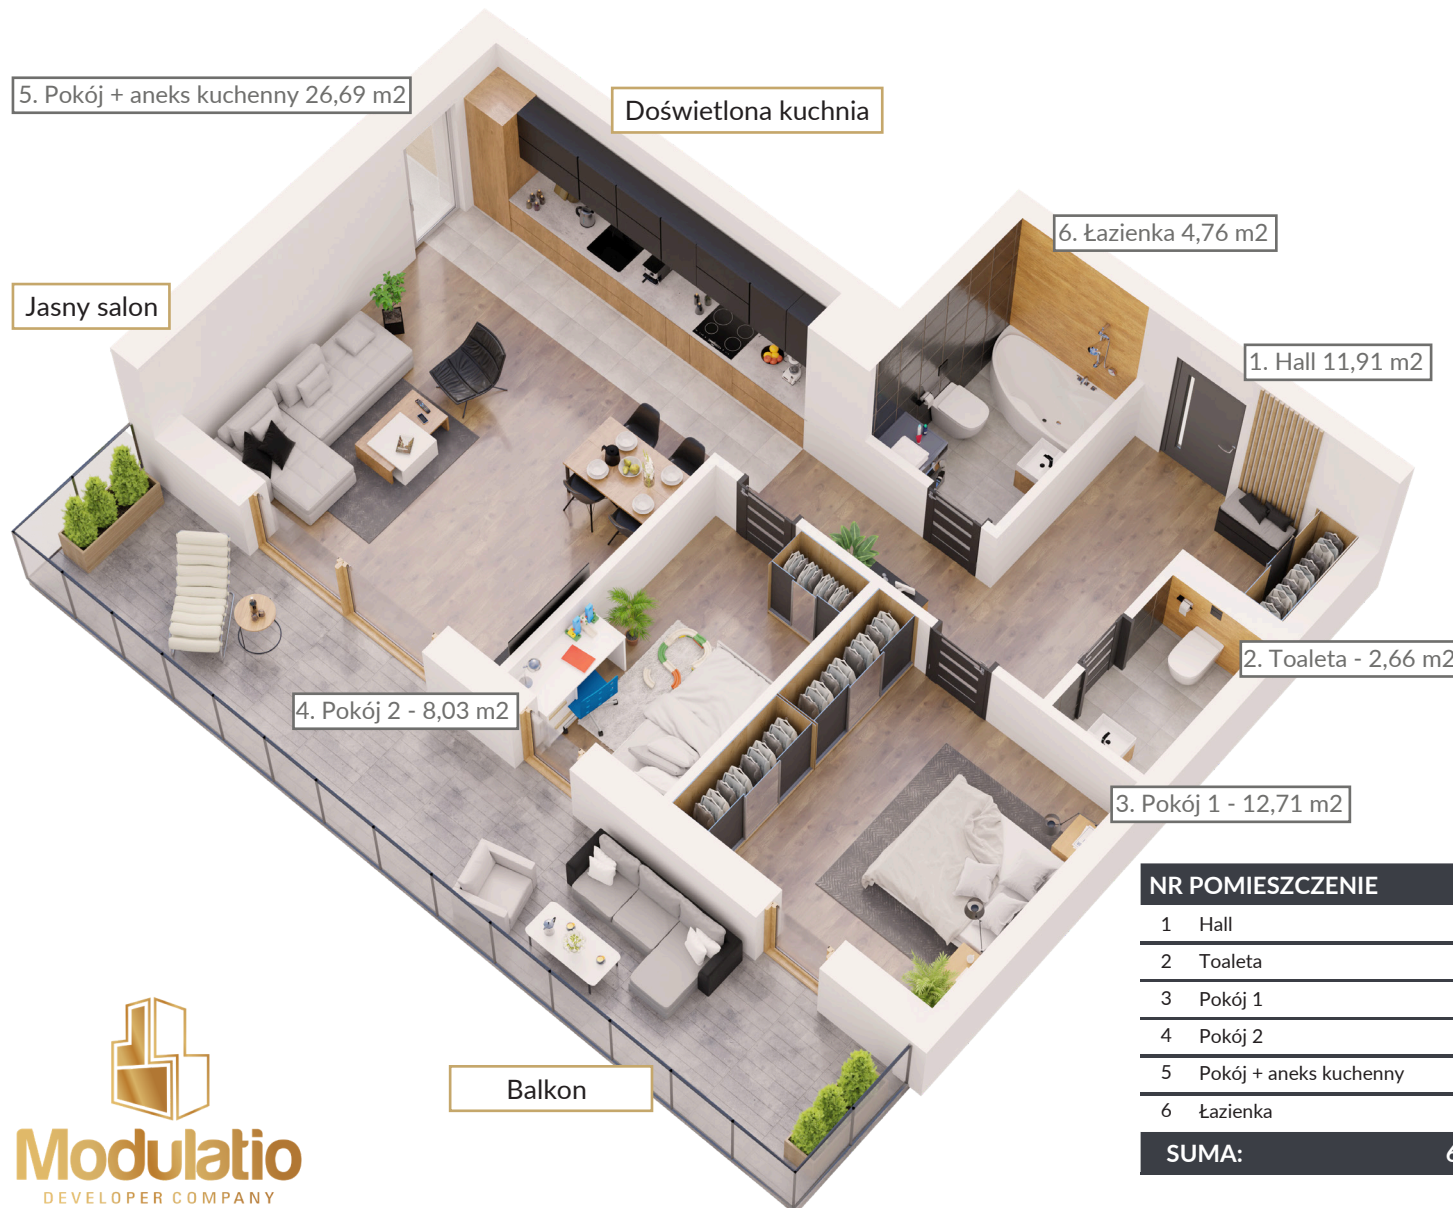 5. Pokój + aneks kuchenny 26,69 m2
Doświetlona kuchnia
6. Łazienka 4,76 m2
Jasny salon
1. Hall 11,91 m2
2. Toaleta - 2,66 m2
4. Pokój 2 - 8,03 m2
3. Pokój 1 - 12,71 m2
NR POMIESZCZENIE
1 Hall
2 Toaleta
3 Pokój 1
4 Pokój 2
5 Pokój + aneks kuchenny
6 Łazienka
SUMA:
Balkon
Modulatio
DEVELOPER COMPANY